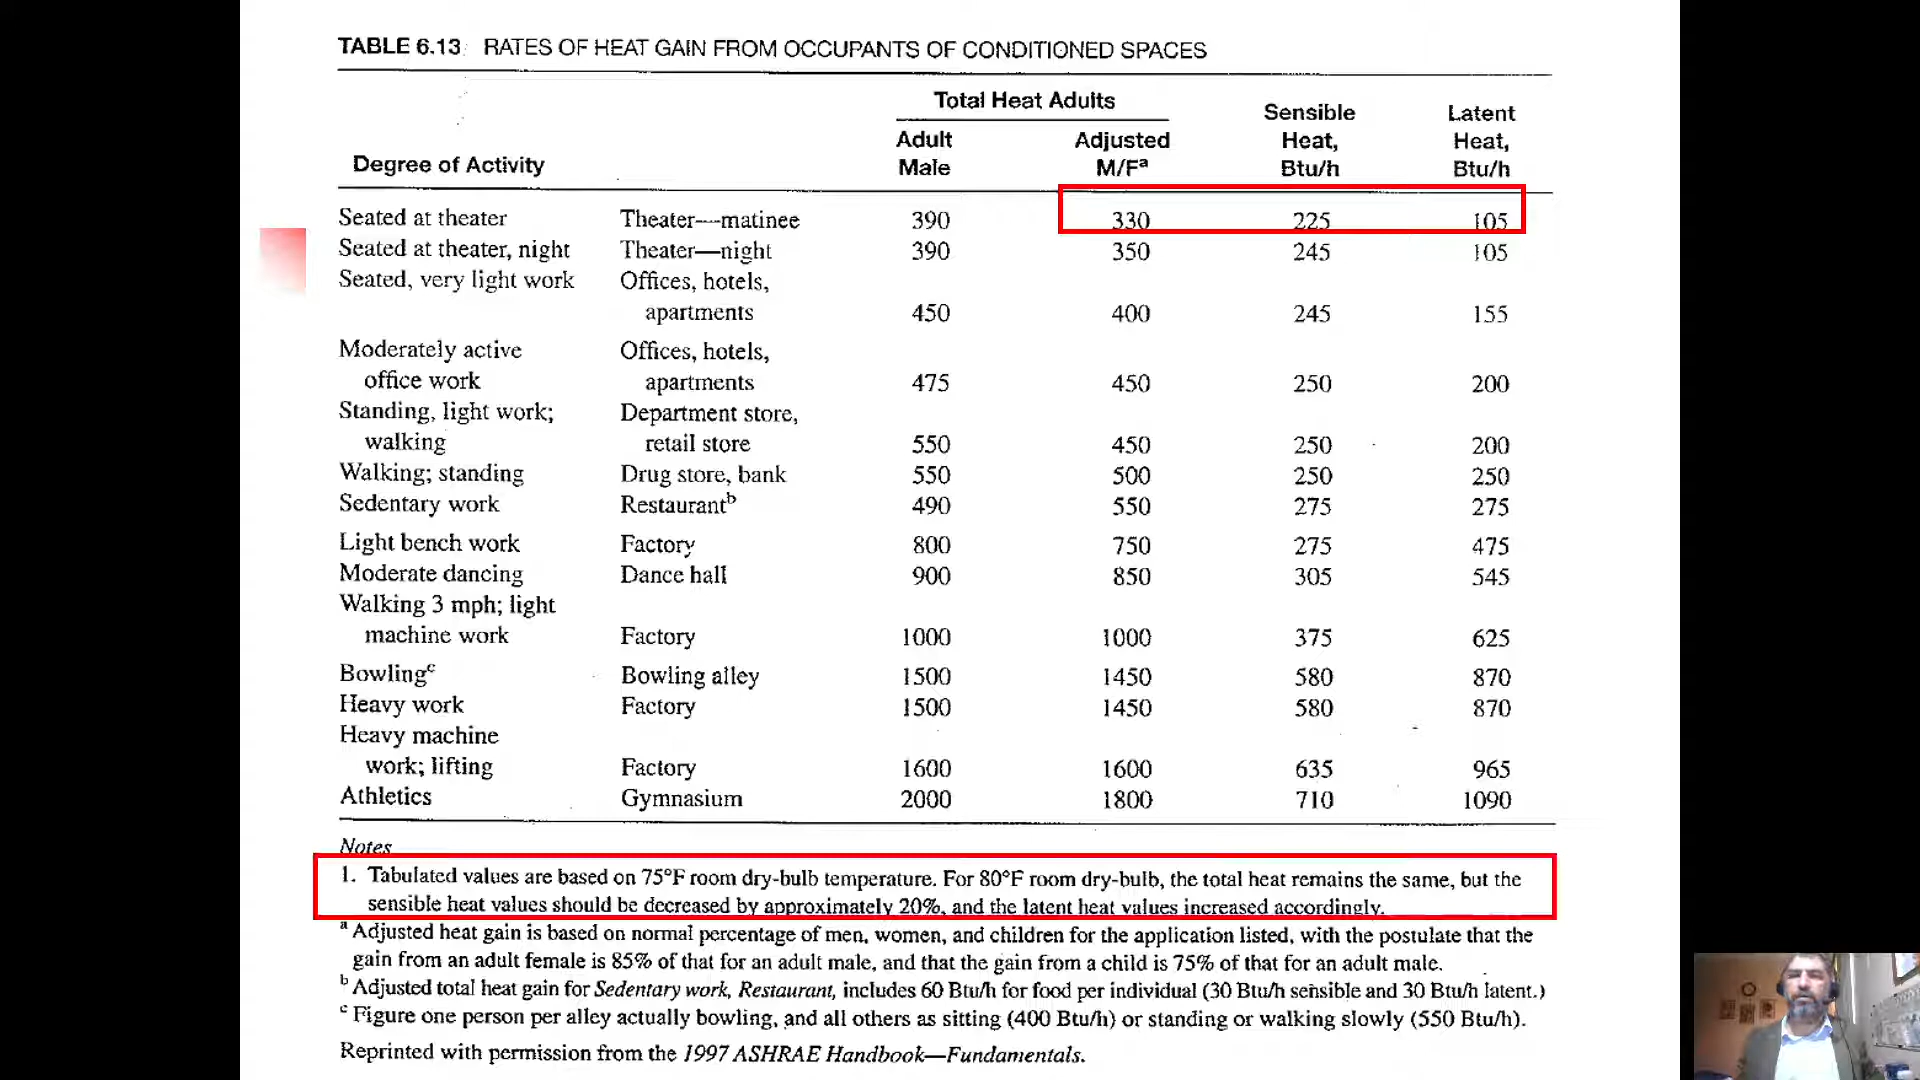 TABLE 6.13 RATES OF HEAT GAIN FROM OCCUPANTS OF CONDITIONED SPACES
Total Heat Adults
Sensible Latent
Adult Adjusted Heat, Heat,
Degree of Activity Male M/Fᵃ Btu/h Btu/h
Seated at theater Theater—matinee 390 330 225 105
Seated at theater, night Theater—night 390 350 245 105
Seated, very light work Offices, hotels,
apartments 450 400 245 155
Moderately active Offices, hotels,
office work apartments 475 450 250 200
Standing, light work; Department store,
walking retail store 550 450 250 200
Walking; standing Drug store, bank 550 500 250 250
Sedentary work Restaurantᵇ 490 550 275 275
Light bench work Factory 800 750 275 475
Moderate dancing Dance hall 900 850 305 545
Walking 3 mph; light
machine work Factory 1000 1000 375 625
Bowlingᶜ Bowling alley 1500 1450 580 870
Heavy work Factory 1500 1450 580 870
Heavy machine
work; lifting Factory 1600 1600 635 965
Athletics Gymnasium 2000 1800 710 1090
Notes
1. Tabulated values are based on 75°F room dry-bulb temperature. For 80°F room dry-bulb, the total heat remains the same, but the
sensible heat values should be decreased by approximately 20%, and the latent heat values increased accordingly.
ᵃ Adjusted heat gain is based on normal percentage of men, women, and children for the application listed, with the postulate that the
gain from an adult female is 85% of that for an adult male, and that the gain from a child is 75% of that for an adult male.
ᵇ Adjusted total heat gain for Sedentary work, Restaurant, includes 60 Btu/h for food per individual (30 Btu/h sensible and 30 Btu/h latent.)
ᶜ Figure one person per alley actually bowling, and all others as sitting (400 Btu/h) or standing or walking slowly (550 Btu/h).
Reprinted with permission from the 1997 ASHRAE Handbook—Fundamentals.